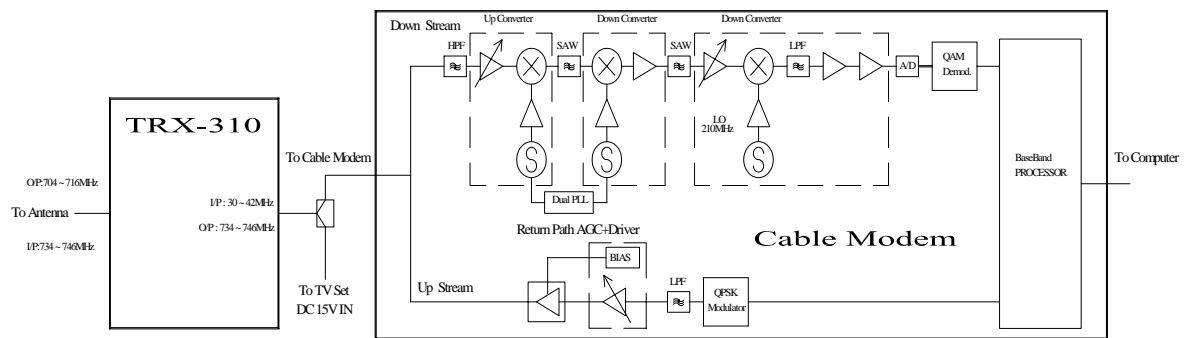 Down Stream
Up Converter
Down Converter
Down Converter
HPF
SAW
SAW
LPF
A/D
QAM
Demod.
TRX-310
LO
210MHz
To Cable Modem
S
S
S
BaseBand
PROCESSOR
To Computer
O/P:704 ~ 716MHz
I/P : 30 ~ 42MHz
Dual PLL
To Antenna
O/P : 734 ~ 746MHz
Return Path AGC+Driver
Cable Modem
I/P:734 ~ 746MHz
BIAS
To TV Set
DC 15V IN
Up Stream
LPF
QPSK
Modulator